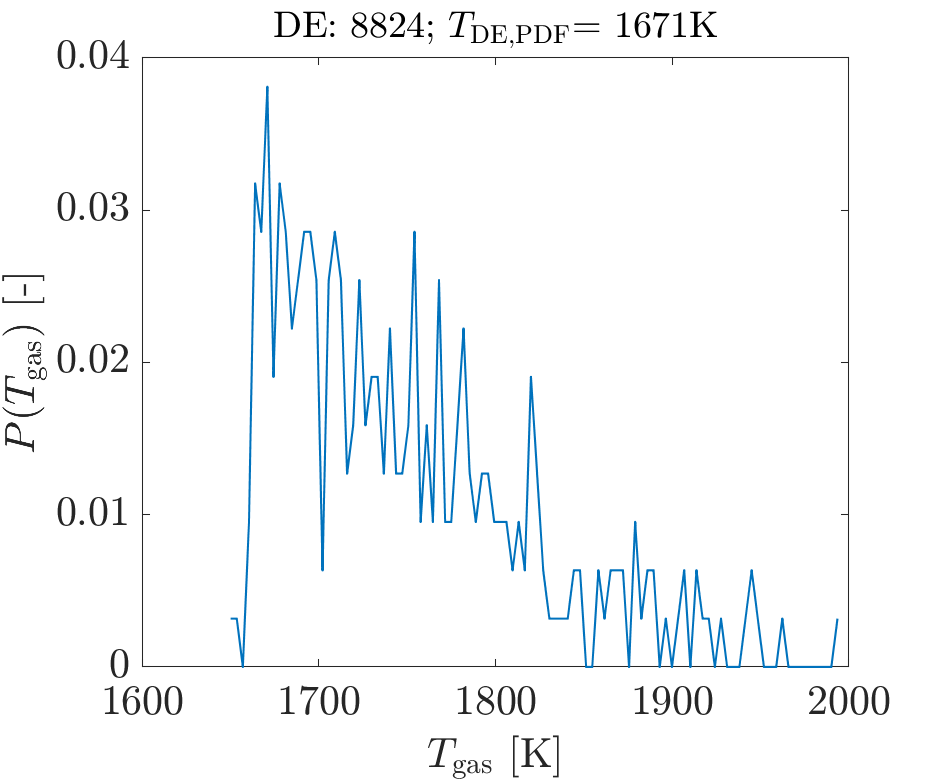 DE: 8824; T_DE,PDF= 1671K
0.04
0.03
0.02
0.01
0
P(T_gas) [-]
1600 1700 1800 1900 2000
T_gas [K]